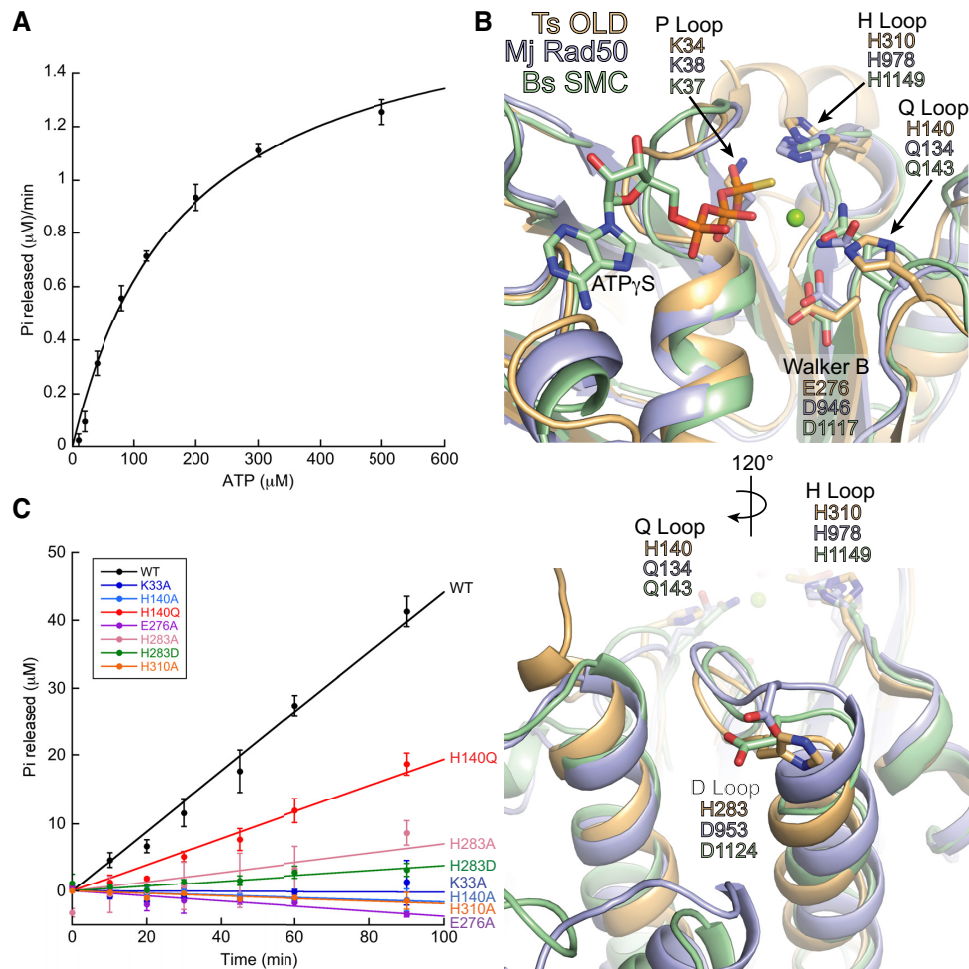 A
Pi released (μM)/min
1.4
1.2
1
0.8
0.6
0.4
0.2
0
0
100
200
300
400
500
600
ATP (μM)
B
Ts OLD
Mj Rad50
Bs SMC
P Loop
K34
K38
K37
H Loop
H310
H978
H1149
Q Loop
H140
Q134
Q143
ATPγS
Walker B
E276
D946
D1117
120°
Q Loop
H140
Q134
Q143
H Loop
H310
H978
H1149
D Loop
H283
D953
D1124
C
Pi released (μM)
50
40
30
20
10
0
WT
K33A
H140A
H140Q
E276A
H283A
H283D
H310A
WT
H140Q
H283A
H283D
K33A
H140A
H310A
E276A
0
20
40
60
80
100
Time (min)